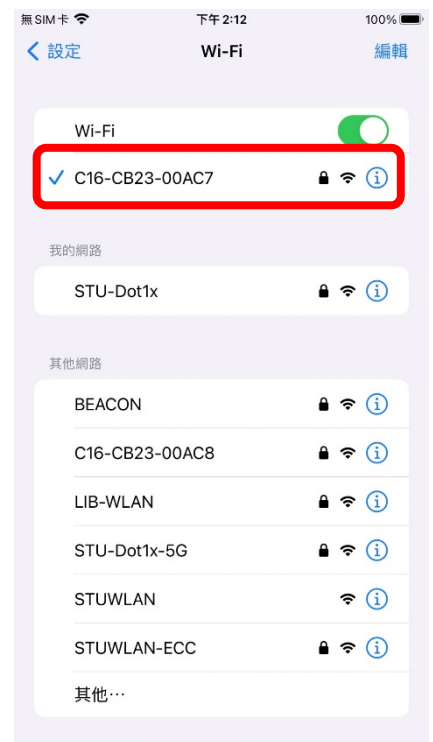 無SIM卡 下午2:12 100%
設定 Wi-Fi 編輯
Wi-Fi
C16-CB23-00AC7
我的網路
STU-Dot1x
其他網路
BEACON
C16-CB23-00AC8
LIB-WLAN
STU-Dot1x-5G
STUWLAN
STUWLAN-ECC
其他…